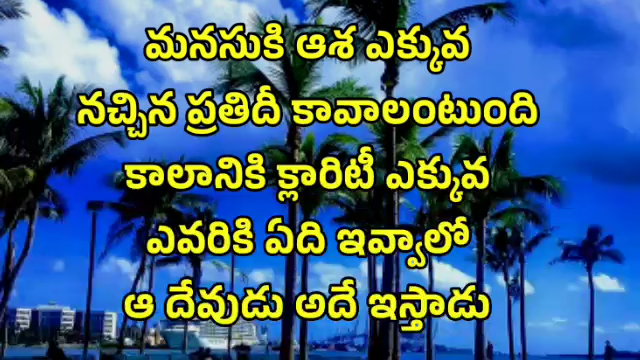 మనసుకి ఆశ ఎక్కువ
నచ్చిన ప్రతిదీ కావాలంటుంది
కాలానికి క్లారిటీ ఎక్కువ
ఎవరికి ఏది ఇవ్వాలో
ఆ దేవుడు అదే ఇస్తాడు